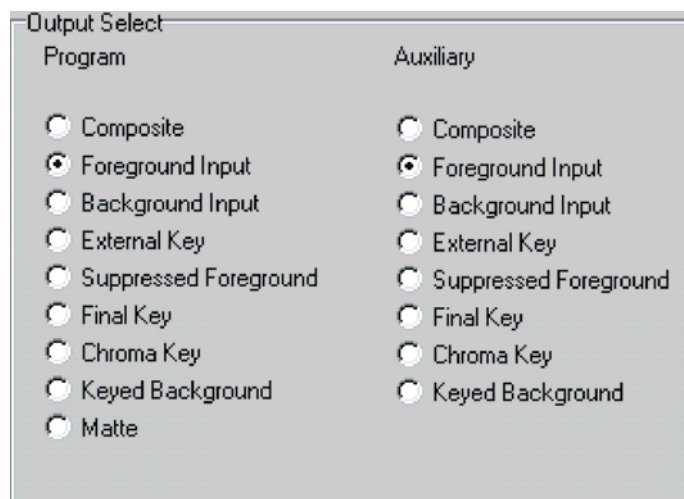 Output Select
Program
Composite
Foreground Input
Background Input
External Key
Suppressed Foreground
Final Key
Chroma Key
Keyed Background
Matte
Auxiliary
Composite
Foreground Input
Background Input
External Key
Suppressed Foreground
Final Key
Chroma Key
Keyed Background